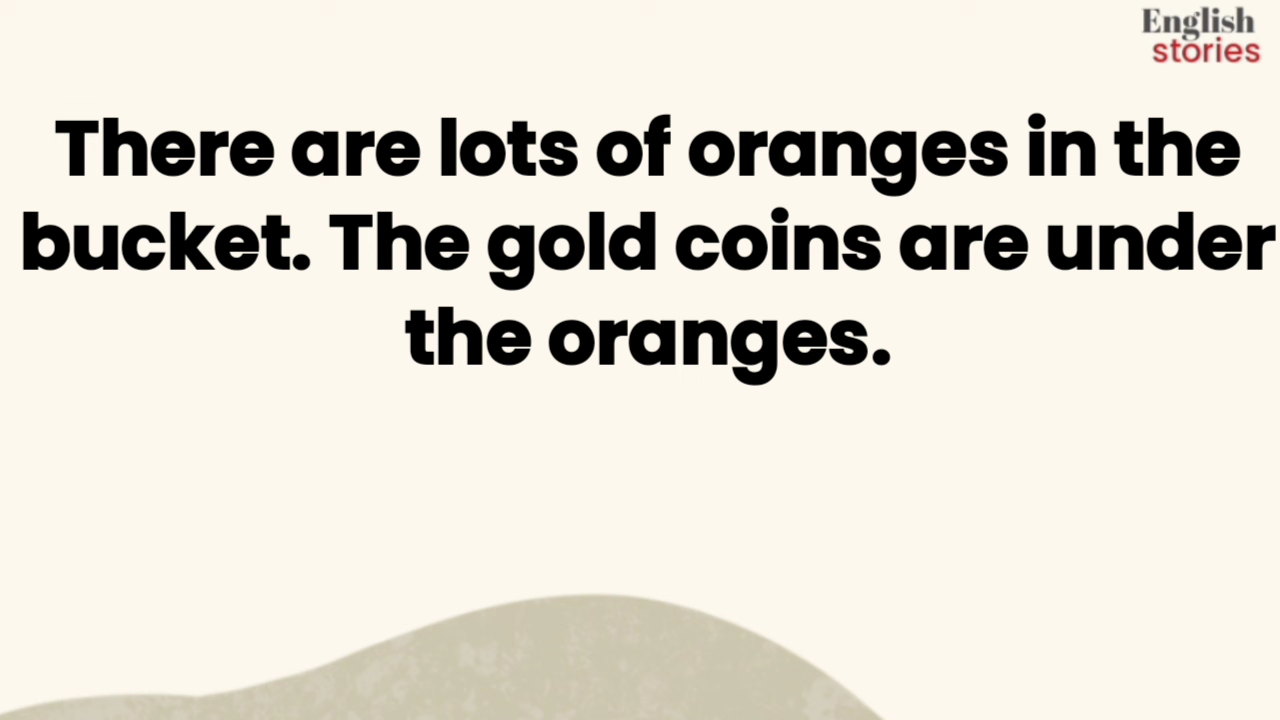 English
stories
There are lots of oranges in the
bucket. The gold coins are under
the oranges.